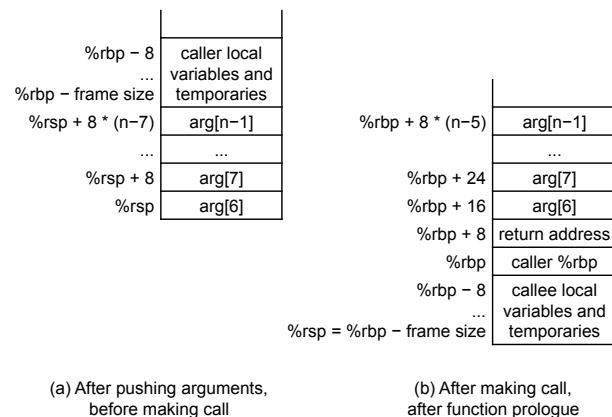 %rbp − 8
...
%rbp − frame size
caller local
variables and
temporaries
%rsp + 8 * (n−7)
arg[n−1]
...
...
%rsp + 8
arg[7]
%rsp
arg[6]
(a) After pushing arguments,
before making call
%rbp + 8 * (n−5)
arg[n−1]
...
...
%rbp + 24
arg[7]
%rbp + 16
arg[6]
%rbp + 8
return address
%rbp
caller %rbp
%rbp − 8
...
%rsp = %rbp − frame size
callee local
variables and
temporaries
(b) After making call,
after function prologue